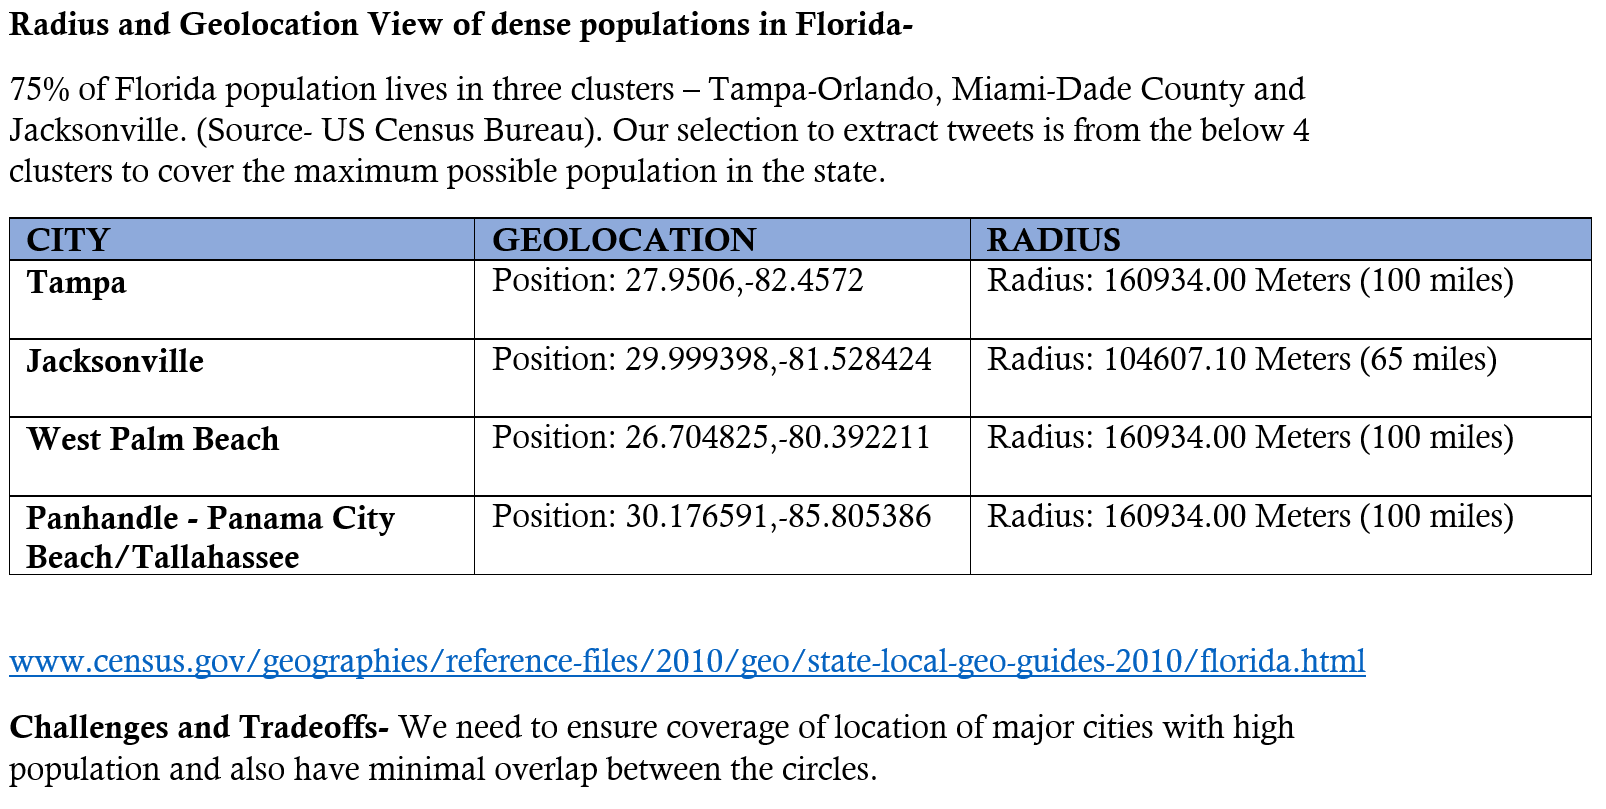 Radius and Geolocation View of dense populations in Florida-
75% of Florida population lives in three clusters – Tampa-Orlando, Miami-Dade County and
Jacksonville. (Source- US Census Bureau). Our selection to extract tweets is from the below 4
clusters to cover the maximum possible population in the state.
CITY GEOLOCATION RADIUS
Tampa Position: 27.9506,-82.4572 Radius: 160934.00 Meters (100 miles)
Jacksonville Position: 29.999398,-81.528424 Radius: 104607.10 Meters (65 miles)
West Palm Beach Position: 26.704825,-80.392211 Radius: 160934.00 Meters (100 miles)
Panhandle - Panama City Position: 30.176591,-85.805386 Radius: 160934.00 Meters (100 miles)
Beach/Tallahassee
www.census.gov/geographies/reference-files/2010/geo/state-local-geo-guides-2010/florida.html
Challenges and Tradeoffs- We need to ensure coverage of location of major cities with high
population and also have minimal overlap between the circles.